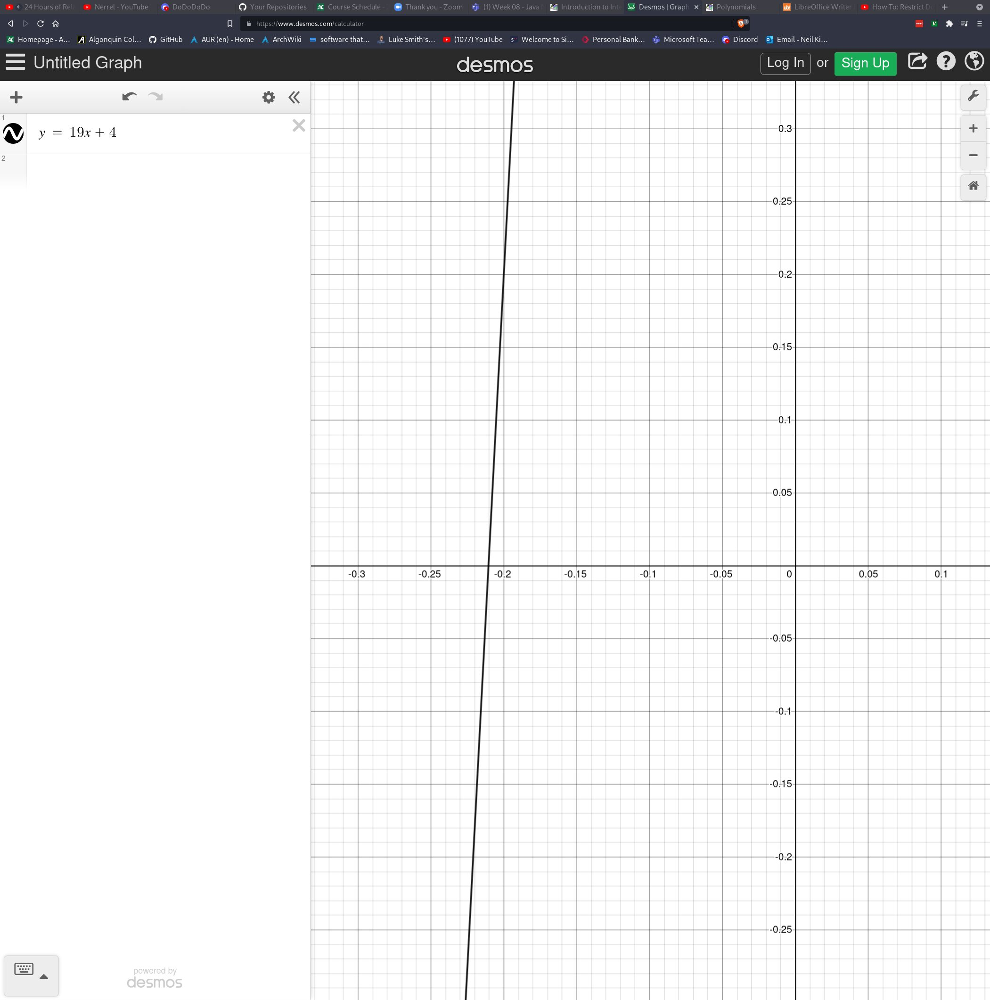 24 Hours of Rel
Nerrel - YouTube
DoDoDoDo
Your Repositories
Course Schedule -
Thank you - Zoom
(1) Week 08 - Java
Introduction to Inte
Desmos | Graph
Polynomials
LibreOffice Writer
How To: Restrict D
https://www.desmos.com/calculator
Homepage - A...
Algonquin Col...
GitHub
AUR (en) - Home
ArchWiki
software that...
Luke Smith's...
(1077) YouTube
Welcome to Si...
Personal Bank...
Microsoft Tea...
Discord
Email - Neil Ki...
Untitled Graph
desmos
Log In or Sign Up
1
y = 19x + 4
2
0.3
0.25
0.2
0.15
0.1
0.05
-0.3 -0.25 -0.2 -0.15 -0.1 -0.05 0 0.05 0.1
-0.05
-0.1
-0.15
-0.2
-0.25
powered by
desmos